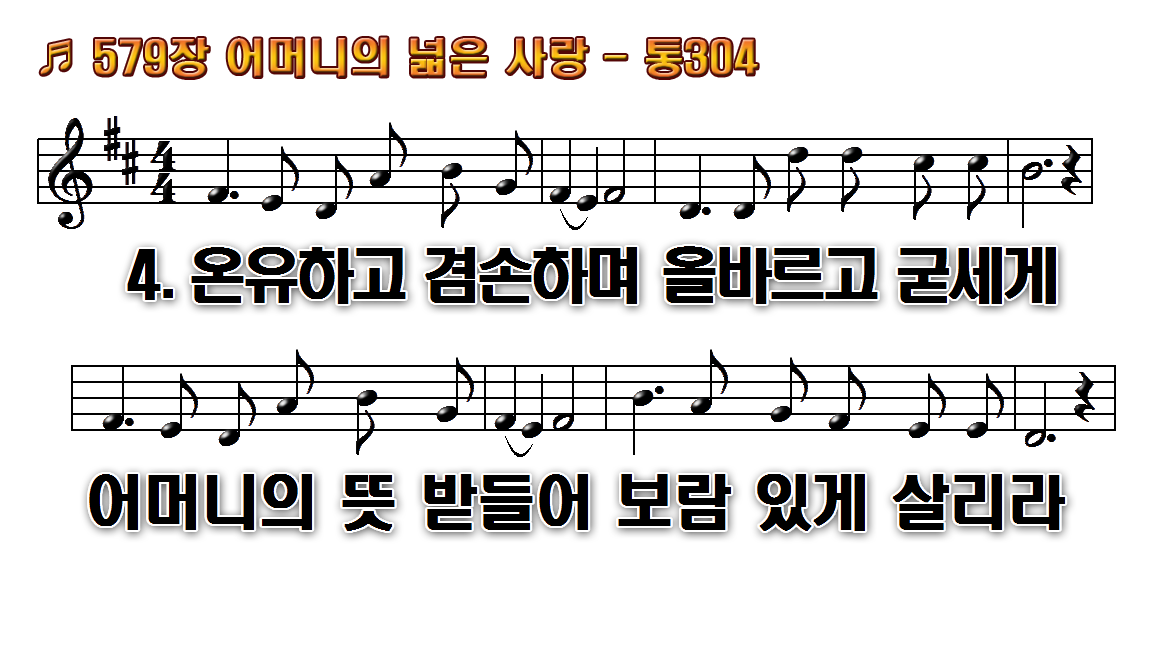 ♬ 579장 어머니의 넓은 사랑 - 통304
4. 온유하고 겸손하며 올바르고 굳세게
어머니의 뜻 받들어 보람 있게 살리라